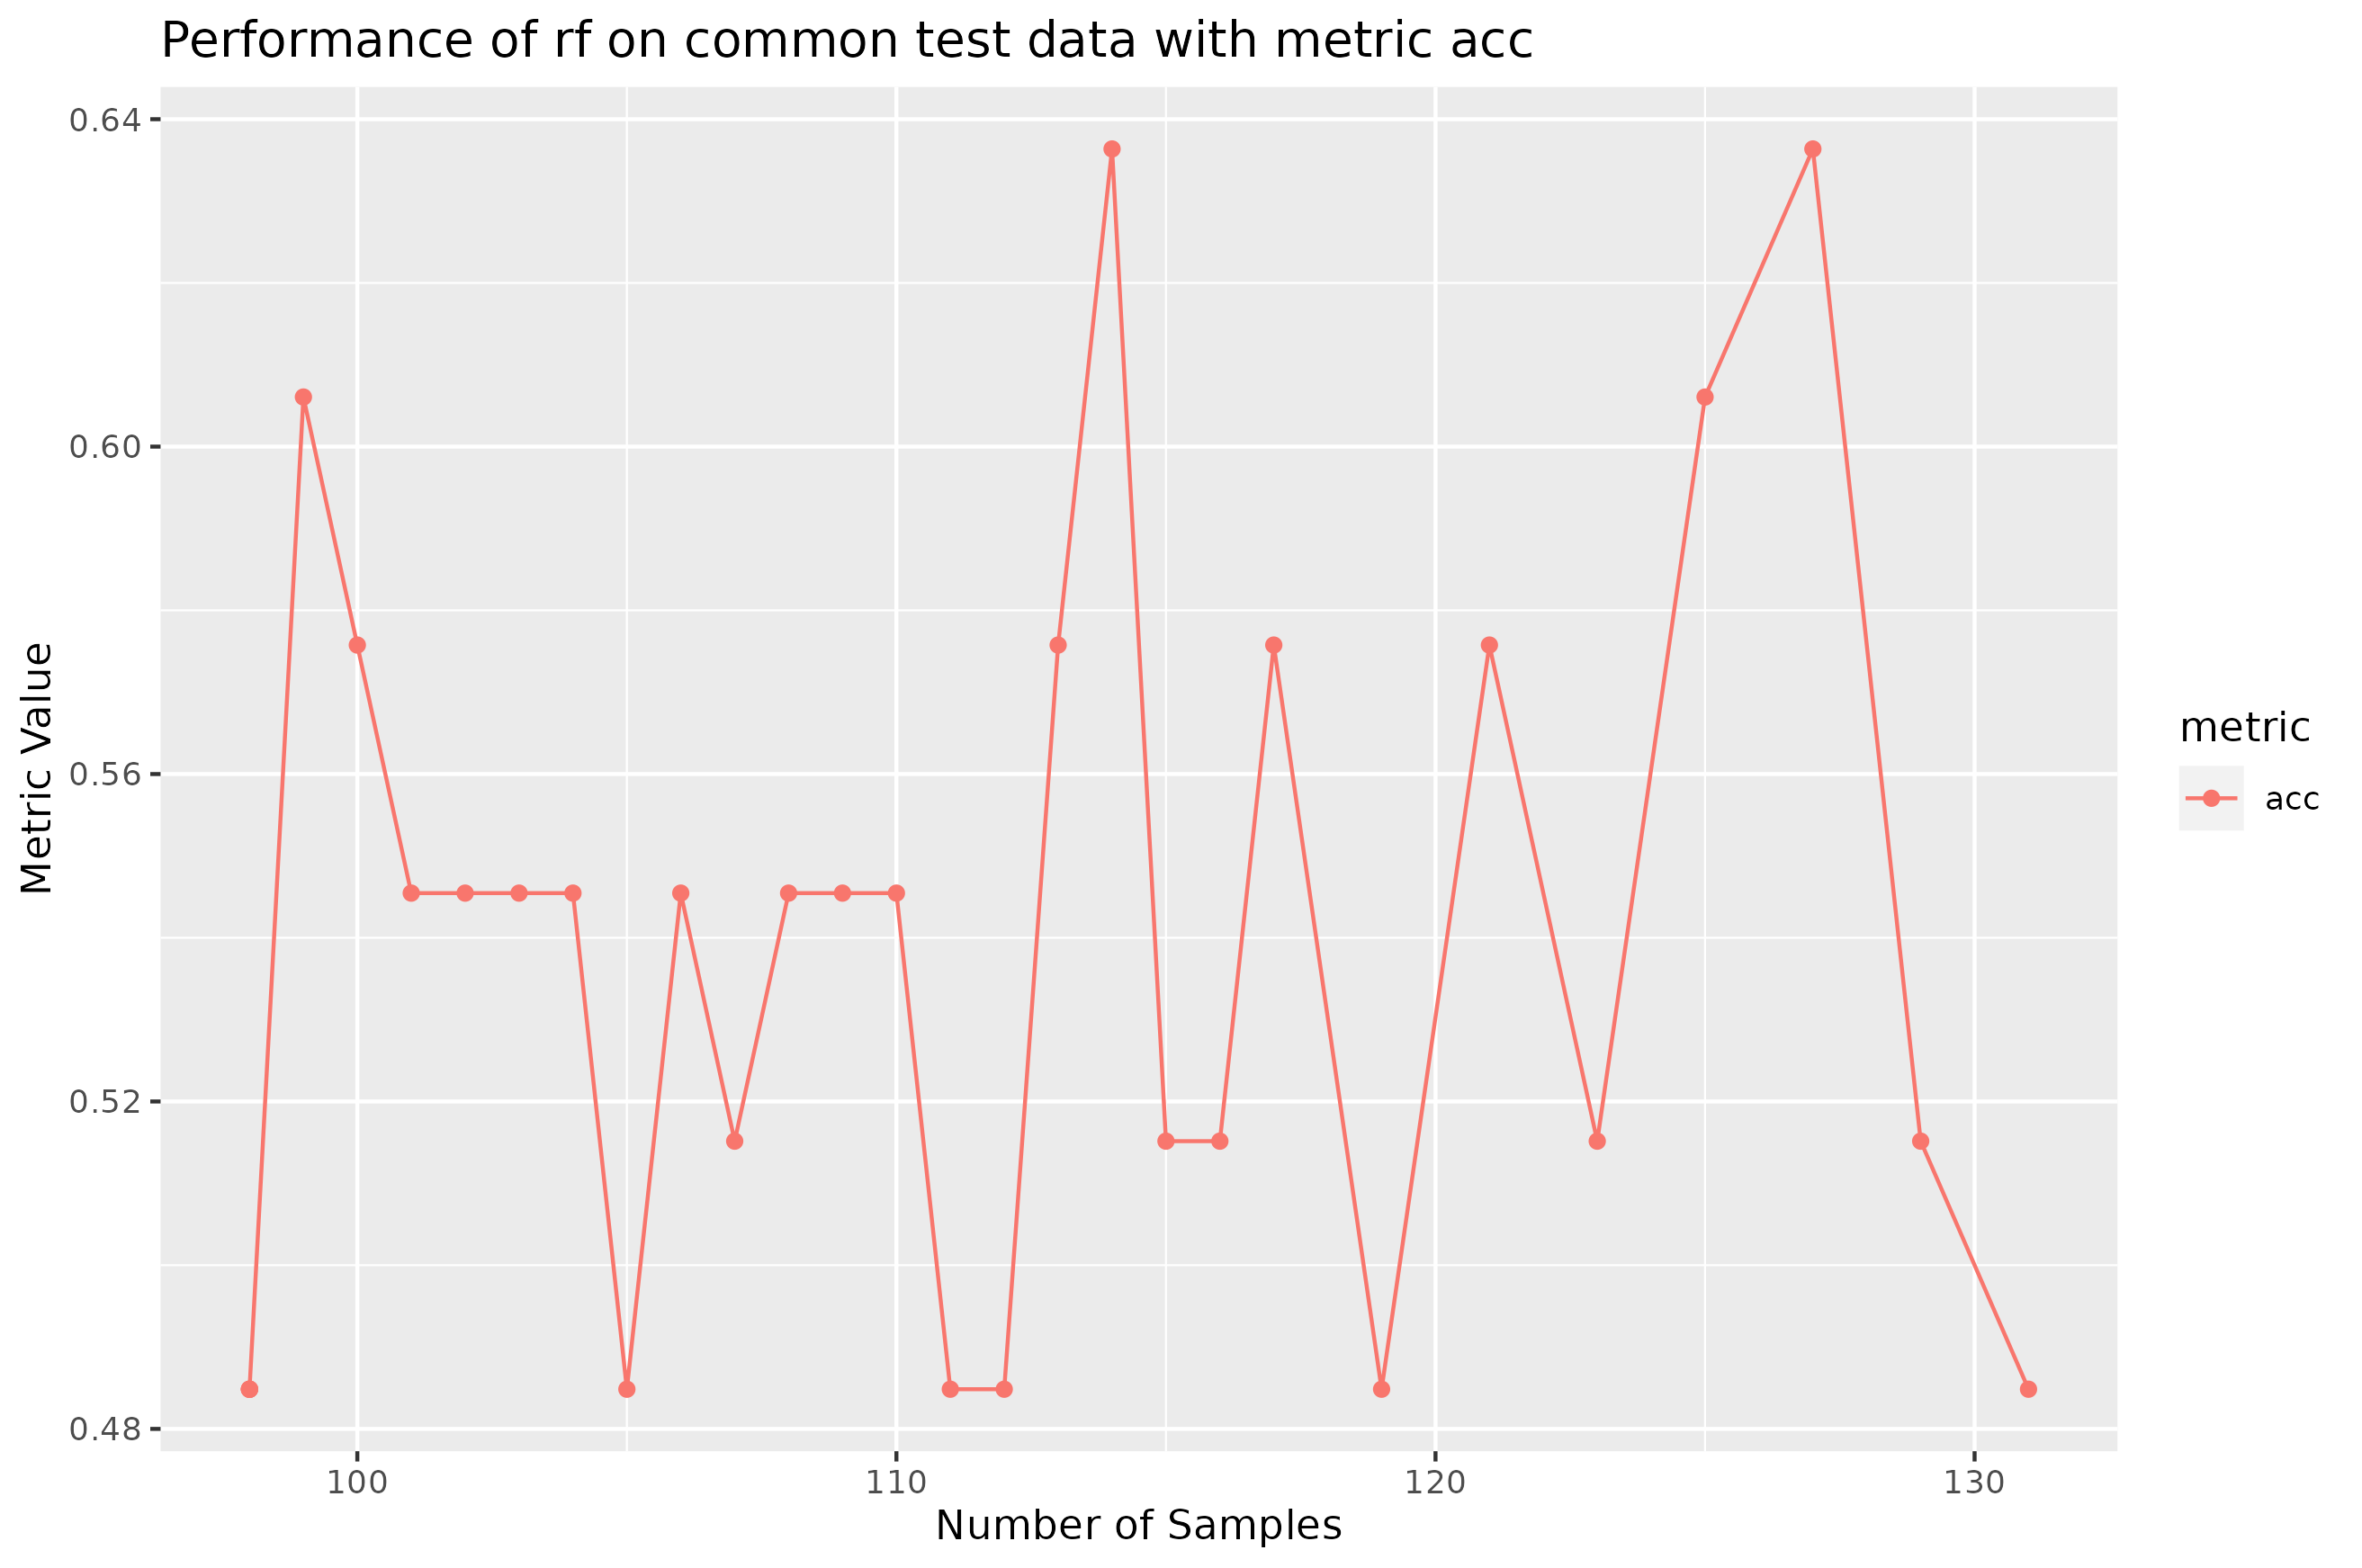 Performance of rf on common test data with metric acc
Metric Value
0.64
0.60
0.56
0.52
0.48
100
110
120
130
Number of Samples
metric
acc